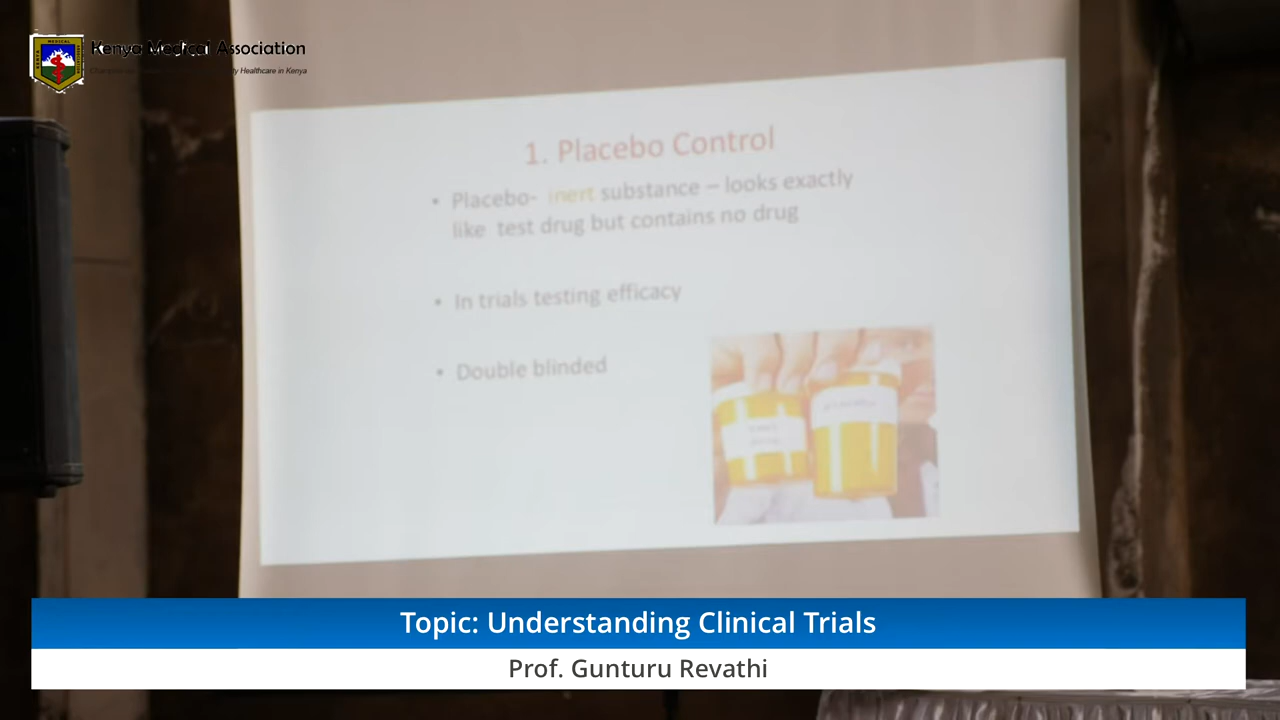 Kenya Medical Association
Healthcare in Kenya
1. Placebo Control
• Placebo- inert substance – looks exactly
like test drug but contains no drug
• In trials testing efficacy
• Double blinded
Topic: Understanding Clinical Trials
Prof. Gunturu Revathi